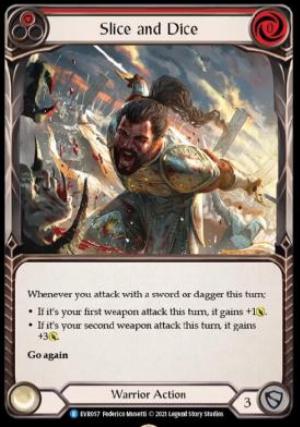 Slice and Dice
Whenever you attack with a sword or dagger this turn;
• If it's your first weapon attack this turn, it gains +1.
• If it's your second weapon attack this turn, it gains
+3.
Go again
Warrior Action
3
R EVR057 Federico Musetti © 2021 Legend Story Studios